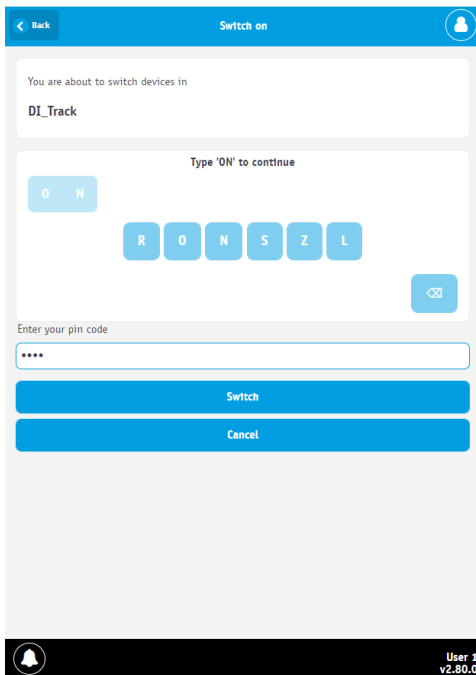 Back
Switch on
You are about to switch devices in
DI_Track
Type 'ON' to continue
O N
R O N S Z L
Enter your pin code
••••
Switch
Cancel
User 1
v2.80.0